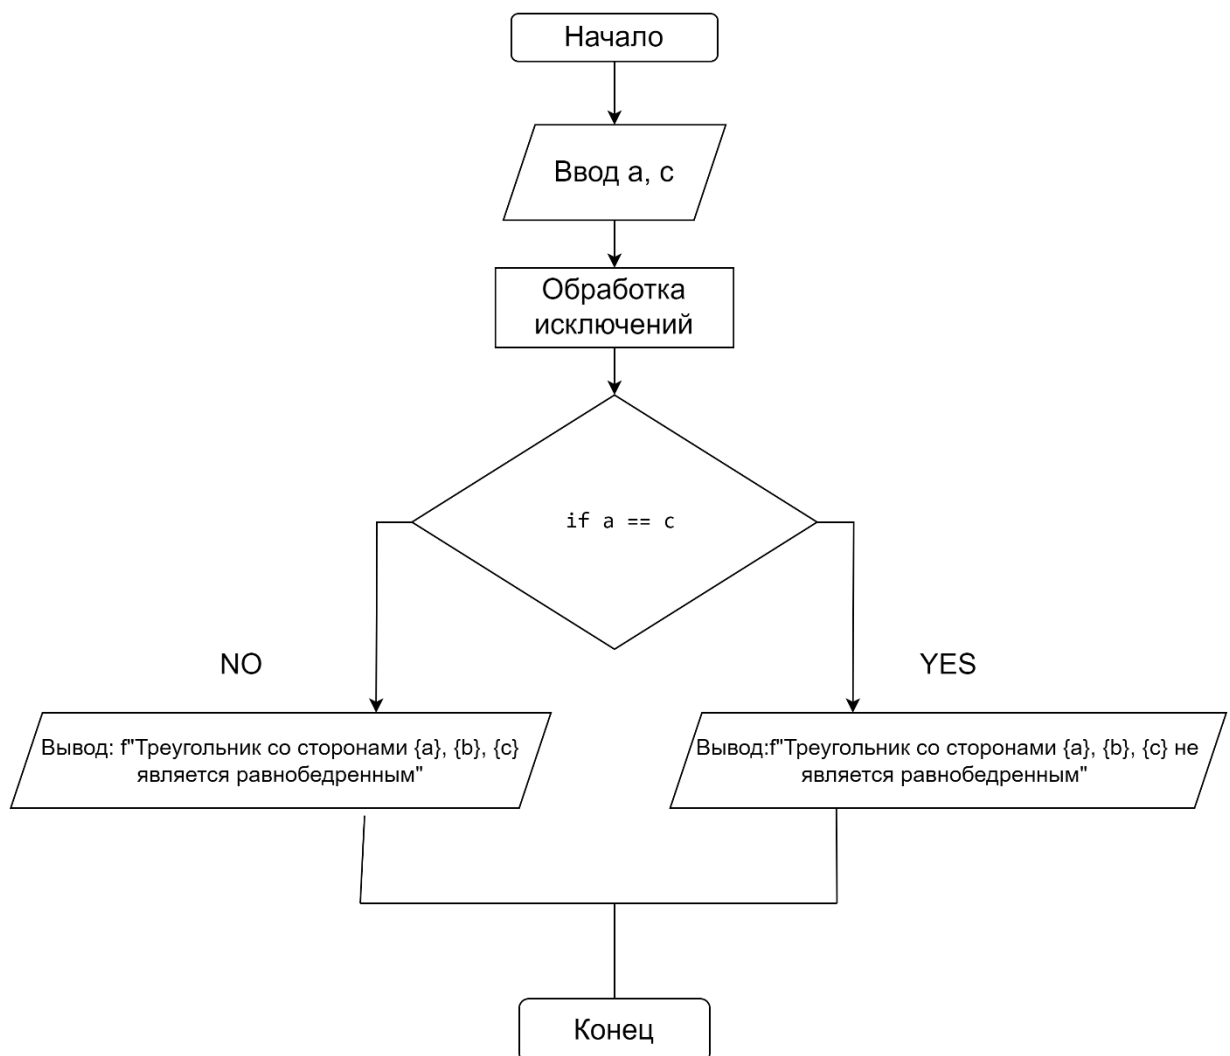 Начало
Ввод a, c
Обработка
исключений
if a == c
NO
YES
Вывод: f"Треугольник со сторонами {a}, {b}, {c}
является равнобедренным"
Вывод:f"Треугольник со сторонами {a}, {b}, {c} не
является равнобедренным"
Конец